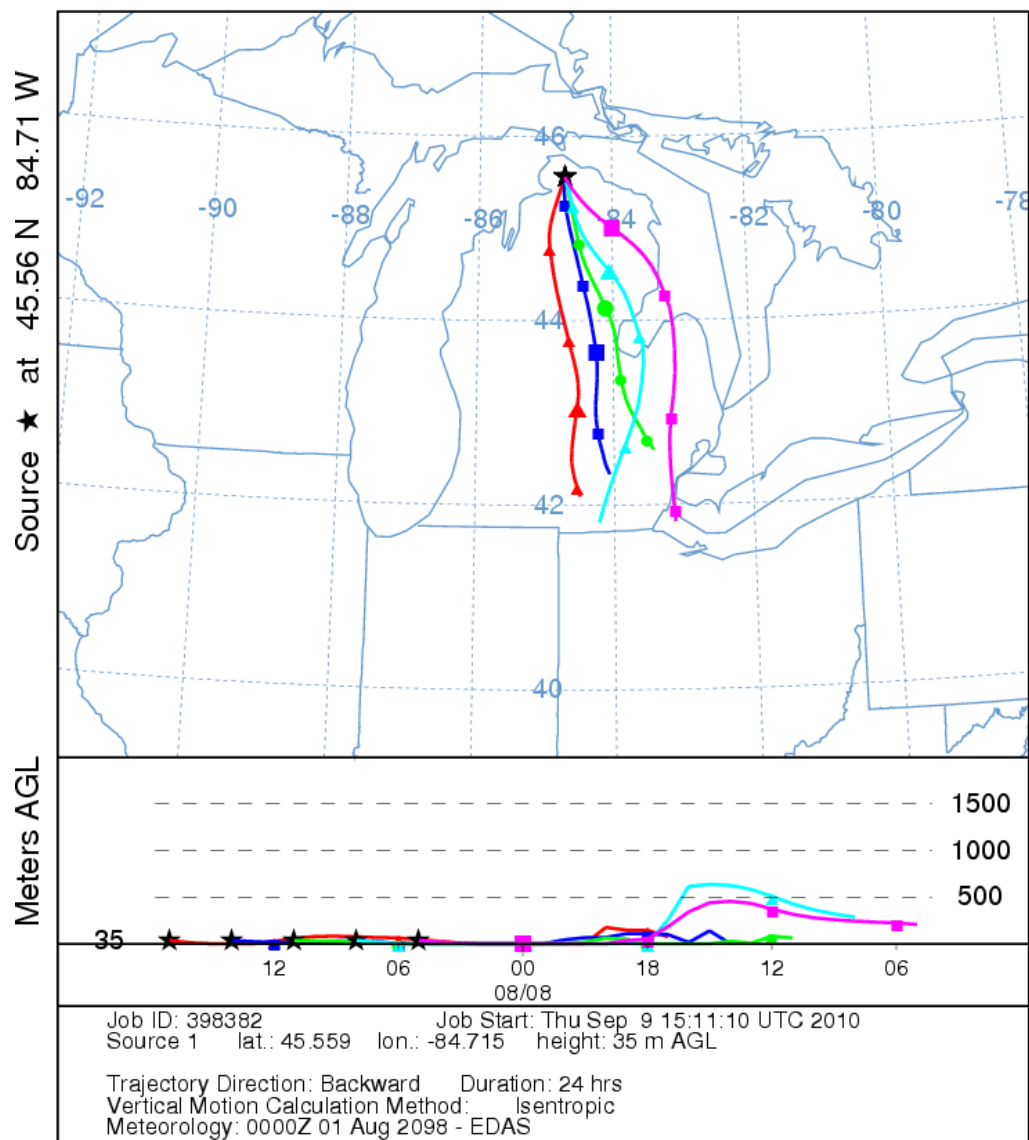 Source ★ at 45.56 N 84.71 W
46
-92
-90
-88
-86
84
-82
-80
-78
44
42
40
Meters AGL
1500
1000
500
35
12 06 00 18 12 06
08/08
Job ID: 398382 Job Start: Thu Sep 9 15:11:10 UTC 2010
Source 1 lat.: 45.559 lon.: -84.715 height: 35 m AGL
Trajectory Direction: Backward Duration: 24 hrs
Vertical Motion Calculation Method: Isentropic
Meteorology: 0000Z 01 Aug 2098 - EDAS